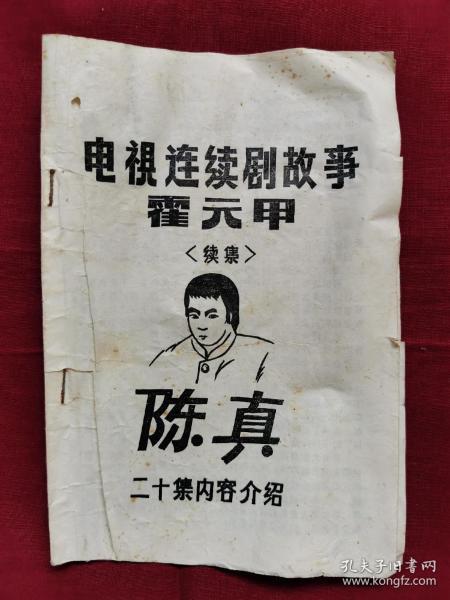 电视连续剧故事
霍元甲
<续集>
陈真
二十集内容介绍
孔夫子旧书网
www.kongfz.com